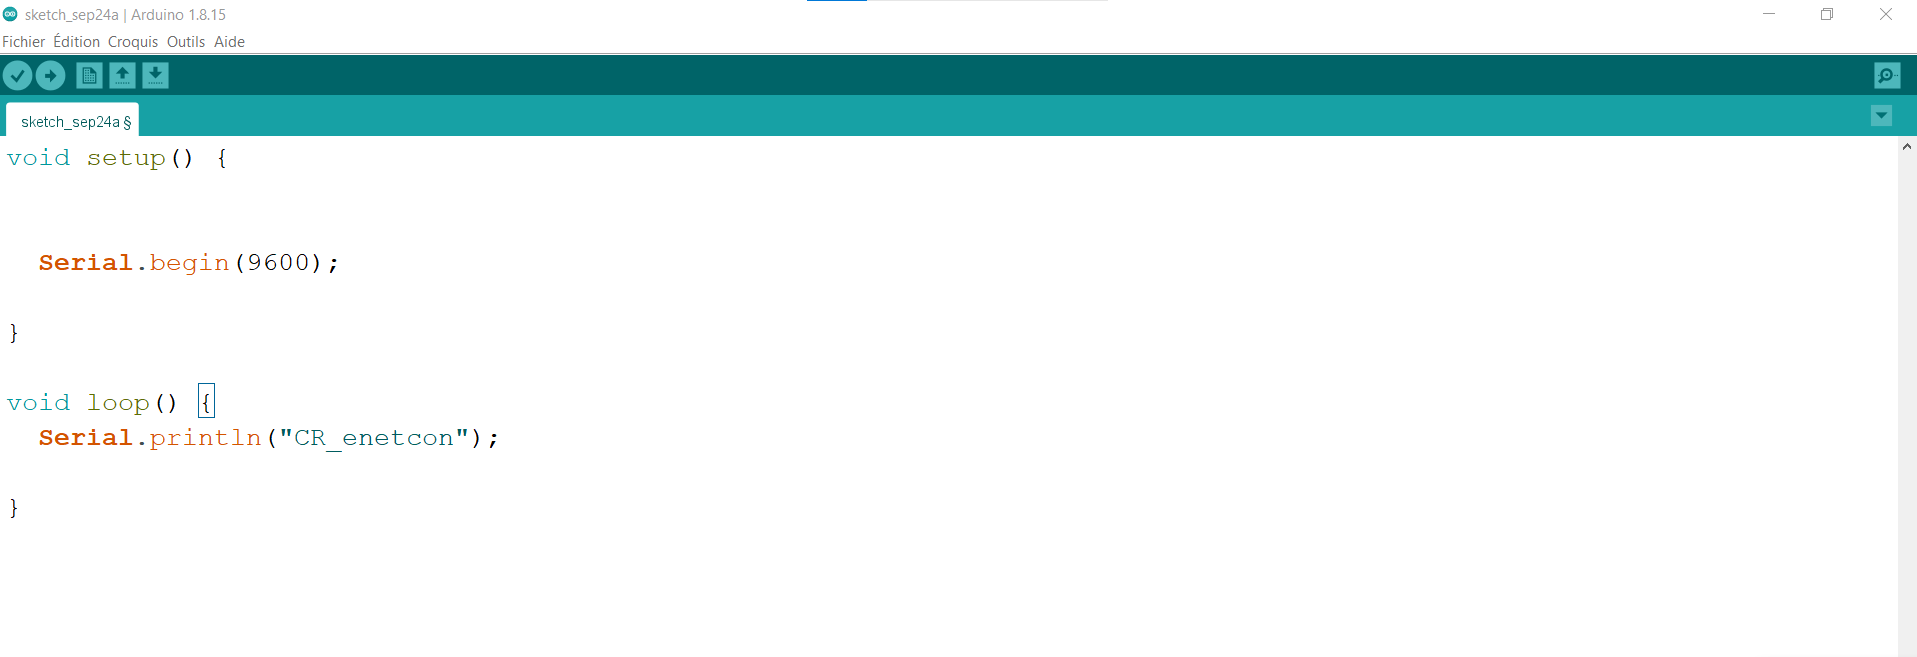 sketch_sep24a | Arduino 1.8.15
Fichier Édition Croquis Outils Aide
sketch_sep24a §
void setup() {
Serial.begin(9600);
}
void loop() {
Serial.println("CR_enetcon");
}